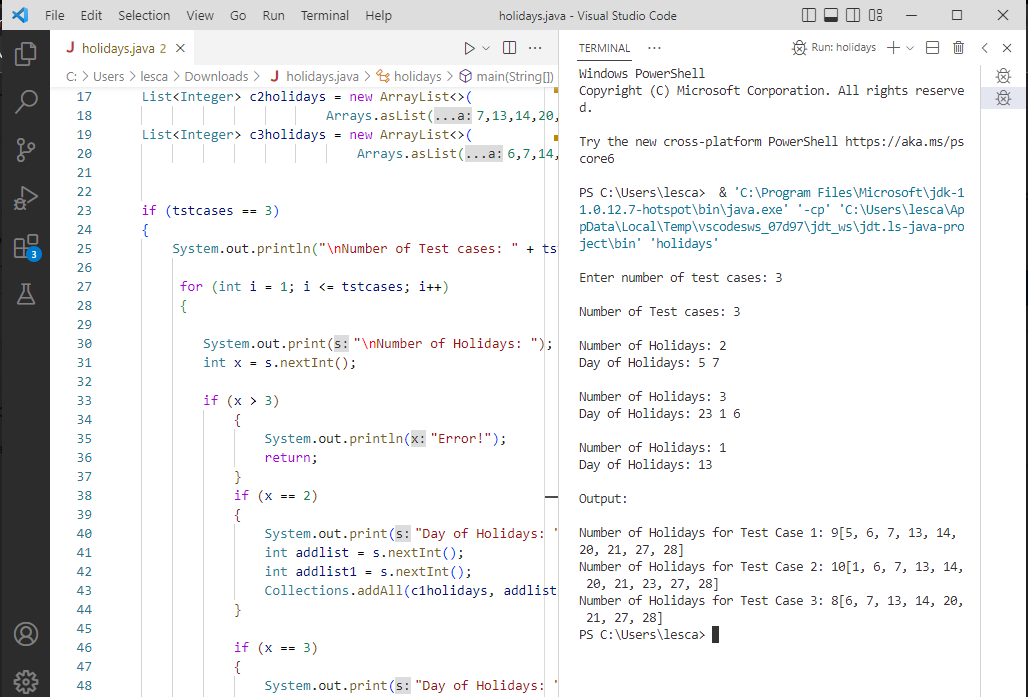 File Edit Selection View Go Run Terminal Help holidays.java - Visual Studio Code
J holidays.java 2
C: > Users > lesca > Downloads > J holidays.java > holidays > main(String[])
17 List<Integer> c2holidays = new ArrayList<>(
18 Arrays.asList(...a: 7,13,14,20,
19 List<Integer> c3holidays = new ArrayList<>(
20 Arrays.asList(...a: 6,7,14,
21
22
23 if (tstcases == 3)
24 {
25 System.out.println("\nNumber of Test cases: " + ts
26
27 for (int i = 1; i <= tstcases; i++)
28 {
29
30 System.out.print(s: "\nNumber of Holidays: ");
31 int x = s.nextInt();
32
33 if (x > 3)
34 {
35 System.out.println(x: "Error!");
36 return;
37 }
38 if (x == 2)
39 {
40 System.out.print(s: "Day of Holidays: "
41 int addlist = s.nextInt();
42 int addlist1 = s.nextInt();
43 Collections.addAll(c1holidays, addlist
44 }
45
46 if (x == 3)
47 {
48 System.out.print(s: "Day of Holidays: "
3
TERMINAL ... Run: holidays
Windows PowerShell
Copyright (C) Microsoft Corporation. All rights reserve
d.
Try the new cross-platform PowerShell https://aka.ms/ps
core6
PS C:\Users\lesca> & 'C:\Program Files\Microsoft\jdk-1
1.0.12.7-hotspot\bin\java.exe' '-cp' 'C:\Users\lesca\Ap
pData\Local\Temp\vscodesws_07d97\jdt_ws\jdt.ls-java-pro
ject\bin' 'holidays'
Enter number of test cases: 3
Number of Test cases: 3
Number of Holidays: 2
Day of Holidays: 5 7
Number of Holidays: 3
Day of Holidays: 23 1 6
Number of Holidays: 1
Day of Holidays: 13
Output:
Number of Holidays for Test Case 1: 9[5, 6, 7, 13, 14,
20, 21, 27, 28]
Number of Holidays for Test Case 2: 10[1, 6, 7, 13, 14,
20, 21, 23, 27, 28]
Number of Holidays for Test Case 3: 8[6, 7, 13, 14, 20,
21, 27, 28]
PS C:\Users\lesca>